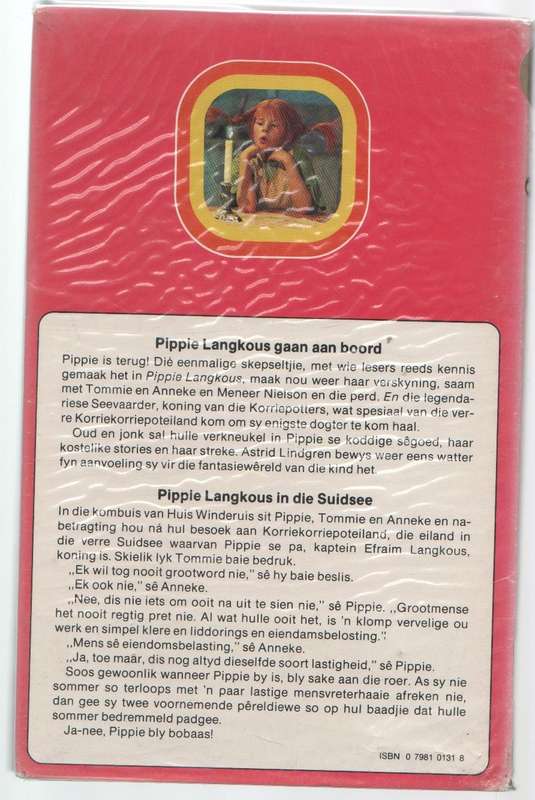 Pippie Langkous gaan aan boord
Pippie is terug! Dié eenmalige skepseltjie, met wie lesers reeds kennis
gemaak het in Pippie Langkous, maak nou weer haar verskyning, saam
met Tommie en Anneke en Meneer Nielson en die perd. En die legenda-
riese Seevaarder, koning van die Korriepotters, wat spesiaal van die ver-
re Korriekorriepoteiland kom om sy enigste dogter te kom haal.
Oud en jonk sal hulle verkneukel in Pippie se koddige sêgoed, haar
kostelike stories en haar streke. Astrid Lindgren bewys weer eens watter
fyn aanvoeling sy vir die fantasiewêreld van die kind het.
Pippie Langkous in die Suidsee
In die kombuis van Huis Winderuis sit Pippie, Tommie en Anneke en na-
betragting hou ná hul besoek aan Korriekorriepoteiland, die eiland in
die verre Suidsee waarvan Pippie se pa, kaptein Efraim Langkous,
koning is. Skielik lyk Tommie baie bedruk.
„Ek wil tog nooit grootword nie,” sê hy baie beslis.
„Ek ook nie,” sê Anneke.
„Nee, dis nie iets om ooit na uit te sien nie,” sê Pippie. „Grootmense
het nooit regtig pret nie. Al wat hulle ooit het, is 'n klomp vervelige ou
werk en simpel klere en liddorings en eiendamsbelosting.”
„Mens sê eiendomsbelasting,” sê Anneke.
„Ja, toe maar, dis nog altyd dieselfde soort lastigheid,” sê Pippie.
Soos gewoonlik wanneer Pippie by is, bly sake aan die roer. As sy nie
sommer so terloops met 'n paar lastige mensvreterhaaie afreken nie,
dan gee sy twee voornemende pêreldiewe so op hul baadjie dat hulle
sommer bedremmeld padgee.
Ja-nee, Pippie bly bobaas!
ISBN 0 7981 0131 8